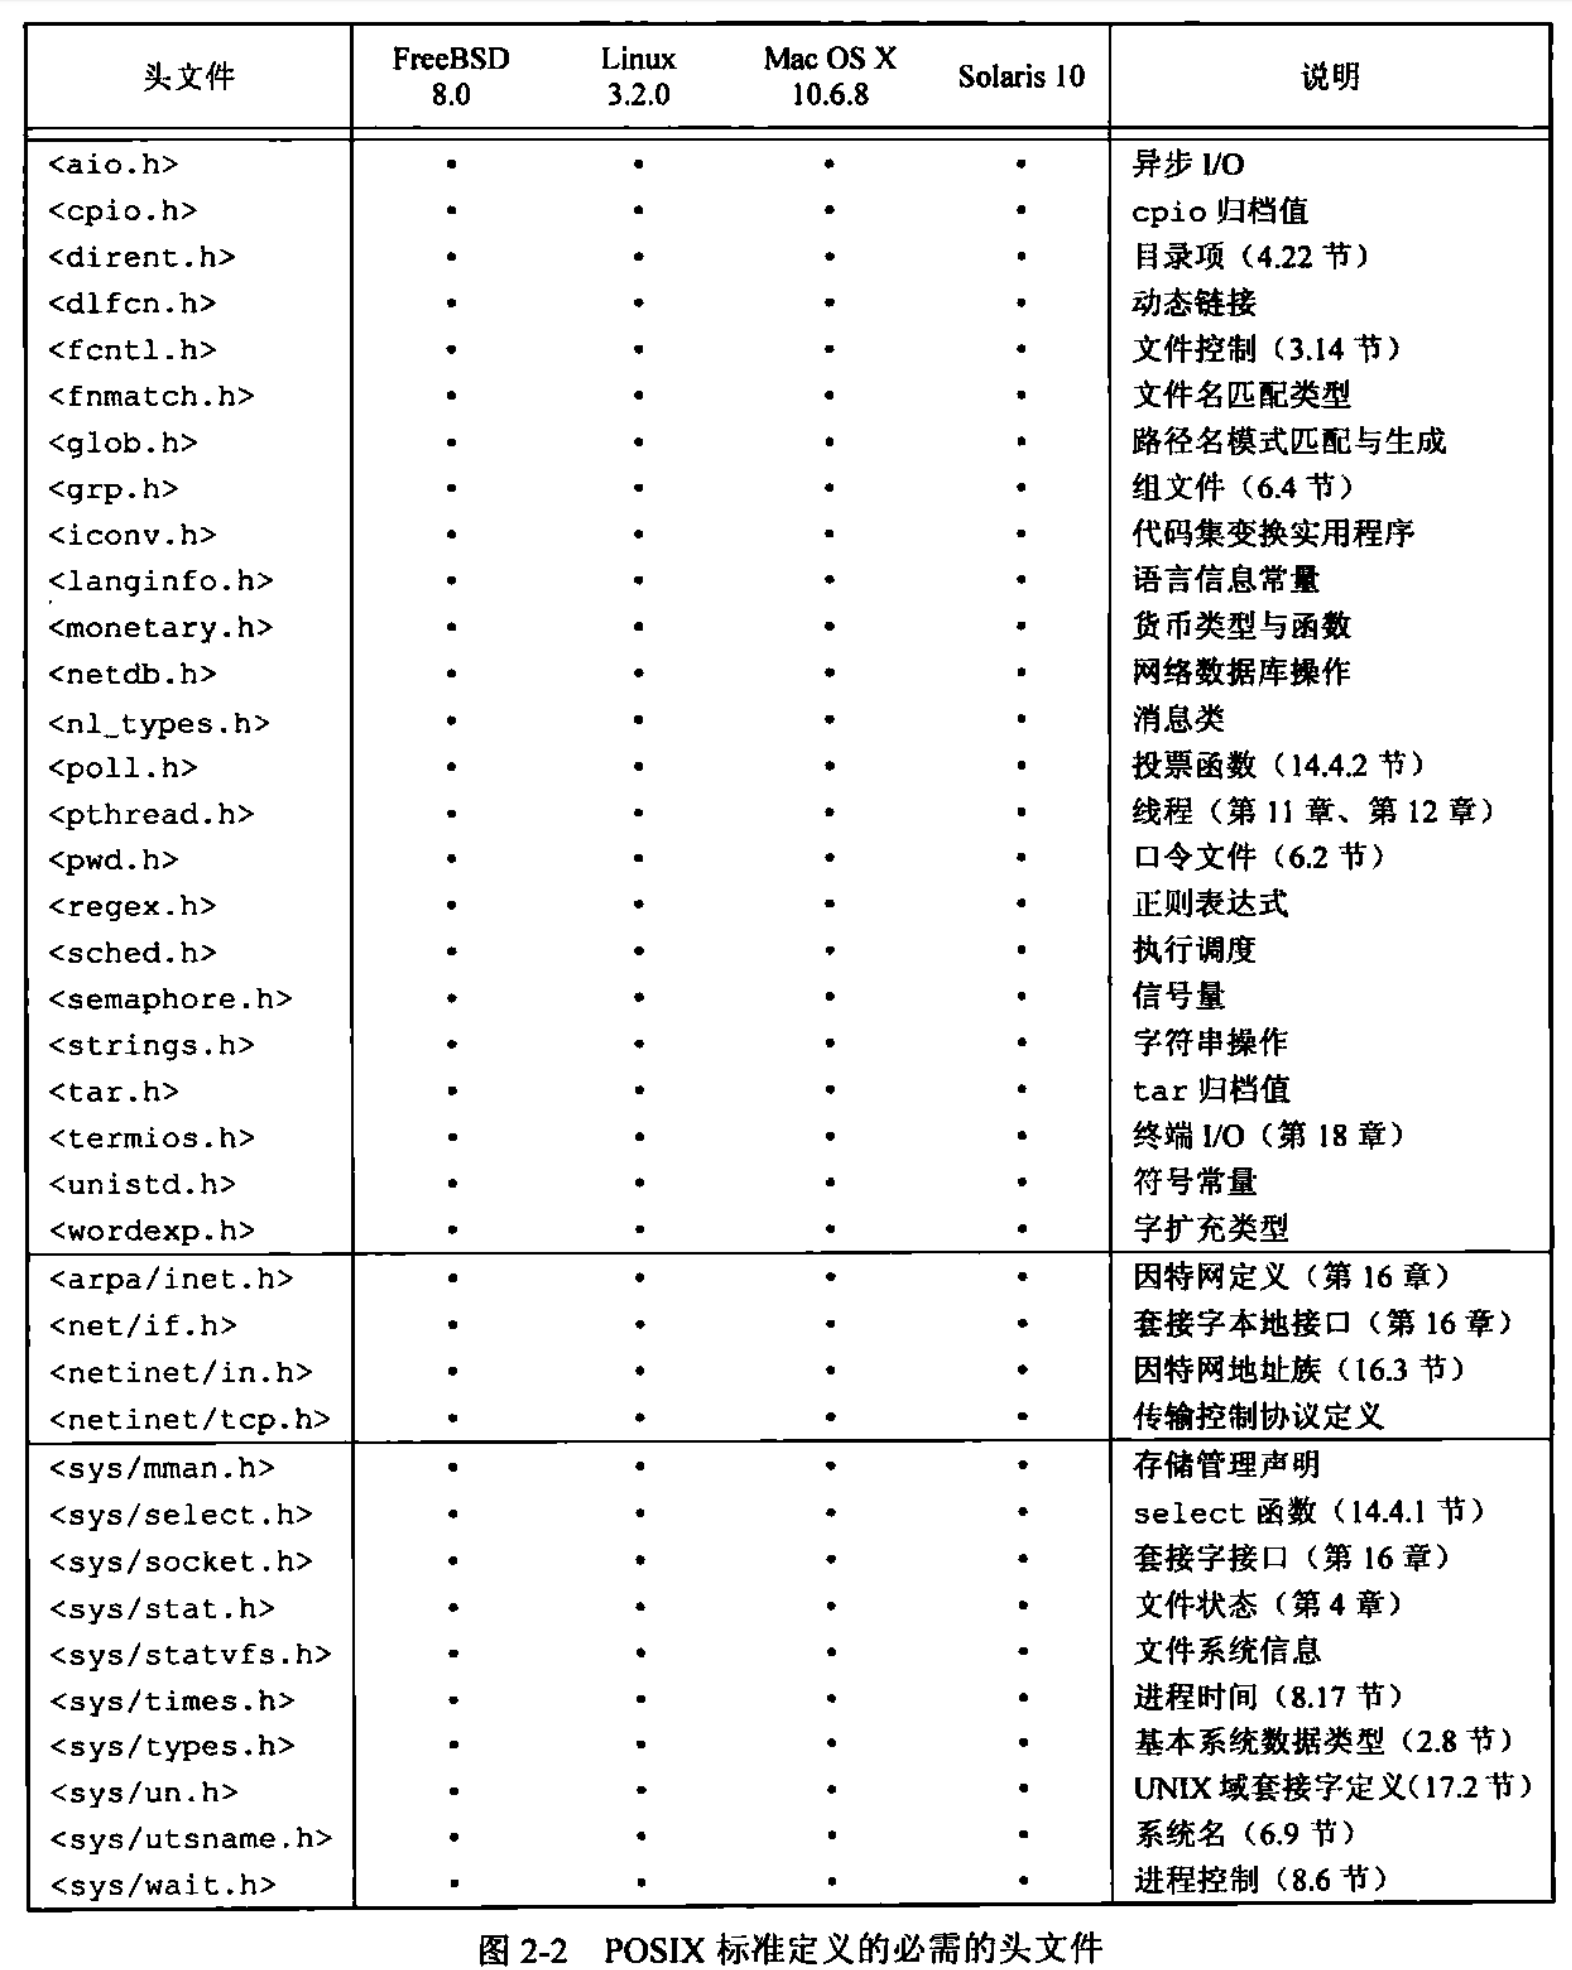 头文件 FreeBSD 8.0 Linux 3.2.0 Mac OS X 10.6.8 Solaris 10 说明
<aio.h> • • • • 异步 I/O
<cpio.h> • • • • cpio 归档值
<dirent.h> • • • • 目录项（4.22 节）
<dlfcn.h> • • • • 动态链接
<fcntl.h> • • • • 文件控制（3.14 节）
<fnmatch.h> • • • • 文件名匹配类型
<glob.h> • • • • 路径名模式匹配与生成
<grp.h> • • • • 组文件（6.4 节）
<iconv.h> • • • • 代码集变换实用程序
<langinfo.h> • • • • 语言信息常量
<monetary.h> • • • • 货币类型与函数
<netdb.h> • • • • 网络数据库操作
<nl_types.h> • • • • 消息类
<poll.h> • • • • 投票函数（14.4.2 节）
<pthread.h> • • • • 线程（第 11 章、第 12 章）
<pwd.h> • • • • 口令文件（6.2 节）
<regex.h> • • • • 正则表达式
<sched.h> • • • • 执行调度
<semaphore.h> • • • • 信号量
<strings.h> • • • • 字符串操作
<tar.h> • • • • tar 归档值
<termios.h> • • • • 终端 I/O（第 18 章）
<unistd.h> • • • • 符号常量
<wordexp.h> • • • • 字扩充类型
<arpa/inet.h> • • • • 因特网定义（第 16 章）
<net/if.h> • • • • 套接字本地接口（第 16 章）
<netinet/in.h> • • • • 因特网地址族（16.3 节）
<netinet/tcp.h> • • • • 传输控制协议定义
<sys/mman.h> • • • • 存储管理声明
<sys/select.h> • • • • select 函数（14.4.1 节）
<sys/socket.h> • • • • 套接字接口（第 16 章）
<sys/stat.h> • • • • 文件状态（第 4 章）
<sys/statvfs.h> • • • • 文件系统信息
<sys/times.h> • • • • 进程时间（8.17 节）
<sys/types.h> • • • • 基本系统数据类型（2.8 节）
<sys/un.h> • • • • UNIX 域套接字定义（17.2 节）
<sys/utsname.h> • • • • 系统名（6.9 节）
<sys/wait.h> • • • • 进程控制（8.6 节）
图 2-2 POSIX 标准定义的必需的头文件